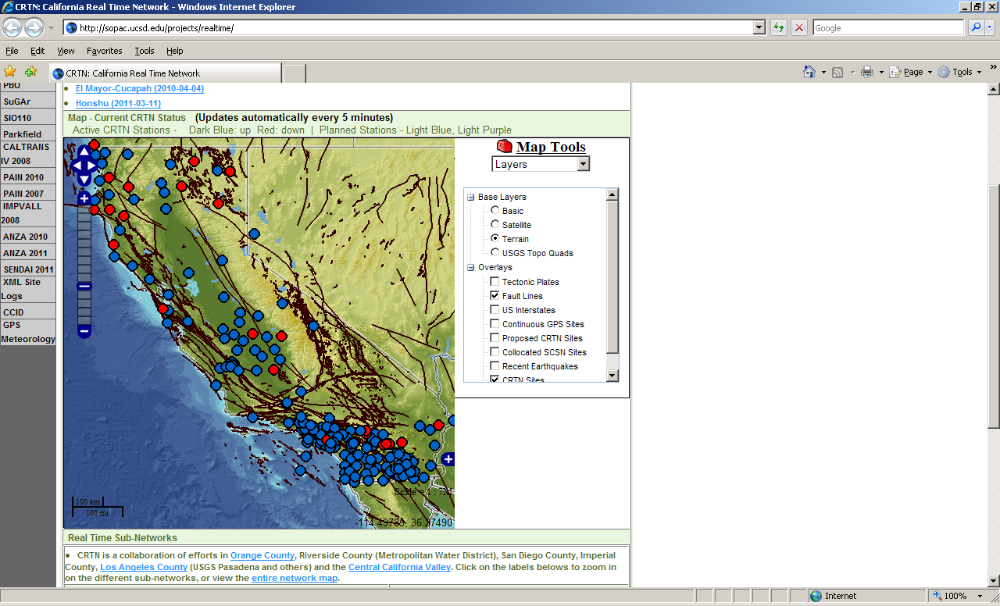 CRTN: California Real Time Network - Windows Internet Explorer
http://sopac.ucsd.edu/projects/realtime/
Google
File Edit View Favorites Tools Help
CRTN: California Real Time Network
Page Tools
PBO
SuGAr
SIO110
Parkfield
CALTRANS
IV 2008
PAIN 2010
PAIN 2007
IMPVALL
2008
ANZA 2010
ANZA 2011
SENDAI 2011
XML Site
Logs
CCID
GPS
Meteorology
El Mayor-Cucapah (2010-04-04)
Honshu (2011-03-11)
Map - Current CRTN Status (Updates automatically every 5 minutes)
Active CRTN Stations - Dark Blue: up Red: down | Planned Stations - Light Blue, Light Purple
100 km
100 mi
Scale = 1 :
36.27490
Map Tools
Layers
Base Layers
Basic
Satellite
Terrain
USGS Topo Quads
Overlays
Tectonic Plates
Fault Lines
US Interstates
Continuous GPS Sites
Proposed CRTN Sites
Collocated SCSN Sites
Recent Earthquakes
CRTN Sites
Real Time Sub-Networks
CRTN is a collaboration of efforts in Orange County, Riverside County (Metropolitan Water District), San Diego County, Imperial
County, Los Angeles County (USGS Pasadena and others) and the Central California Valley. Click on the labels belows to zoom in
on the different sub-networks, or view the entire network map.
Internet
100%